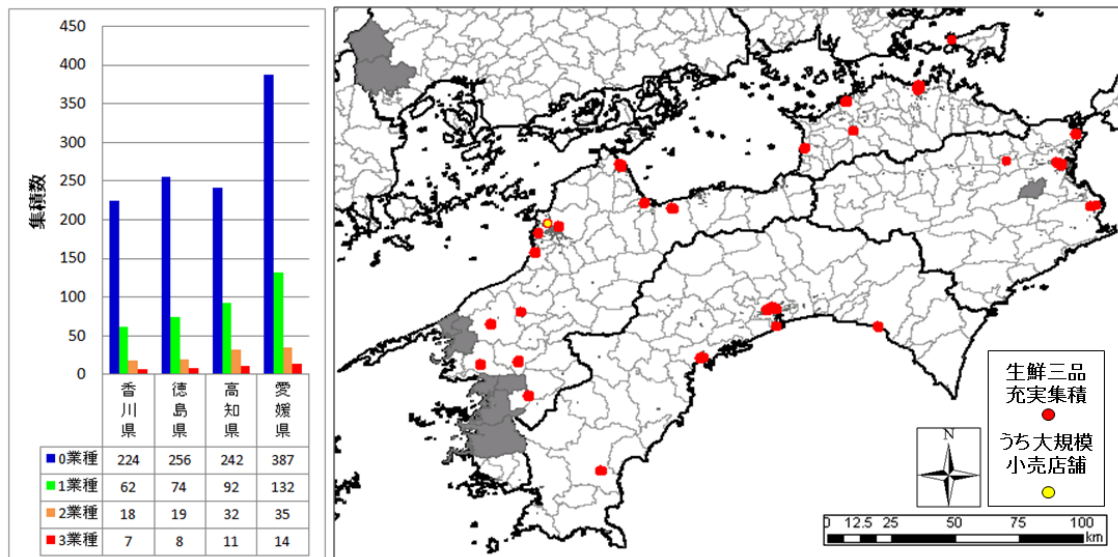 450
400
350
300
250
200
150
100
50
0
集積数
香川県
徳島県
高知県
愛媛県
0業種 224 256 242 387
1業種 62 74 92 132
2業種 18 19 32 35
3業種 7 8 11 14
生鮮三品
充実集積
うち大規模
小売店舗
N
0 12.5 25 50 75 100
km